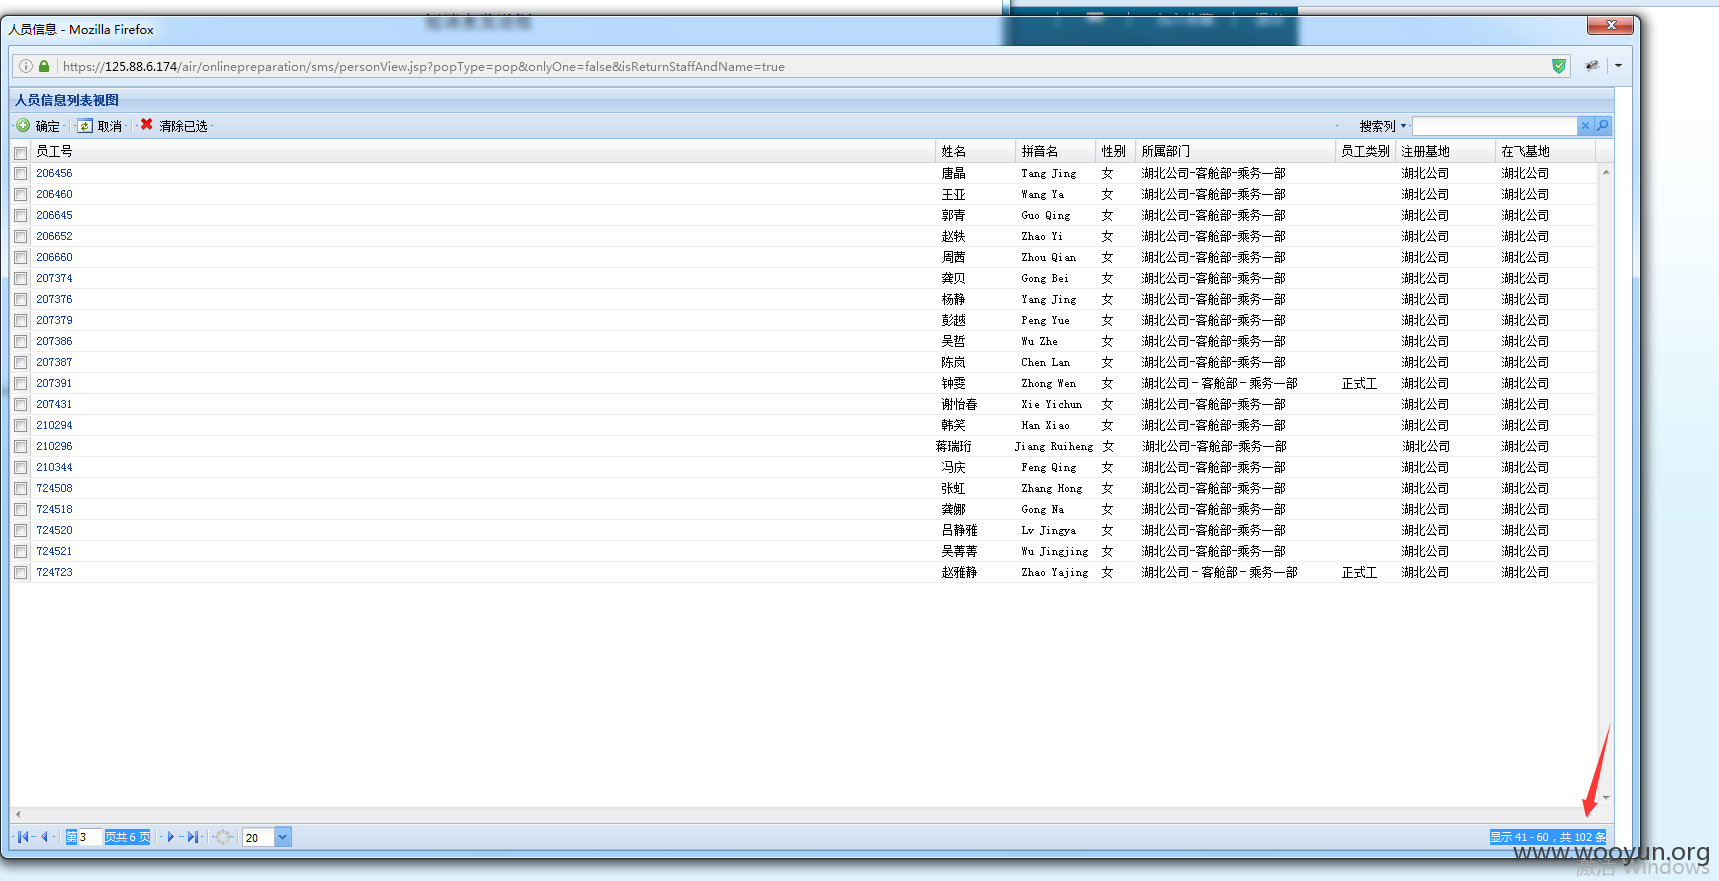 人员信息 - Mozilla Firefox
https://125.88.6.174/air/onlinepreparation/sms/personView.jsp?popType=pop&onlyOne=false&isReturnStaffAndName=true
人员信息列表视图
确定 取消 清除已选 搜索列
员工号 姓名 拼音名 性别 所属部门 员工类别 注册基地 在飞基地
206456 唐晶 Tang Jing 女 湖北公司-客舱部-乘务一部 湖北公司 湖北公司
206460 王亚 Wang Ya 女 湖北公司-客舱部-乘务一部 湖北公司 湖北公司
206645 郭青 Guo Qing 女 湖北公司-客舱部-乘务一部 湖北公司 湖北公司
206652 赵轶 Zhao Yi 女 湖北公司-客舱部-乘务一部 湖北公司 湖北公司
206660 周茜 Zhou Qian 女 湖北公司-客舱部-乘务一部 湖北公司 湖北公司
207374 龚贝 Gong Bei 女 湖北公司-客舱部-乘务一部 湖北公司 湖北公司
207376 杨静 Yang Jing 女 湖北公司-客舱部-乘务一部 湖北公司 湖北公司
207379 彭越 Peng Yue 女 湖北公司-客舱部-乘务一部 湖北公司 湖北公司
207386 吴哲 Wu Zhe 女 湖北公司-客舱部-乘务一部 湖北公司 湖北公司
207387 陈岚 Chen Lan 女 湖北公司-客舱部-乘务一部 湖北公司 湖北公司
207391 钟雯 Zhong Wen 女 湖北公司－客舱部－乘务一部 正式工 湖北公司 湖北公司
207431 谢怡春 Xie Yichun 女 湖北公司-客舱部-乘务一部 湖北公司 湖北公司
210294 韩笑 Han Xiao 女 湖北公司-客舱部-乘务一部 湖北公司 湖北公司
210296 蒋瑞珩 Jiang Ruiheng 女 湖北公司-客舱部-乘务一部 湖北公司 湖北公司
210344 冯庆 Feng Qing 女 湖北公司-客舱部-乘务一部 湖北公司 湖北公司
724508 张虹 Zhang Hong 女 湖北公司-客舱部-乘务一部 湖北公司 湖北公司
724518 龚娜 Gong Na 女 湖北公司-客舱部-乘务一部 湖北公司 湖北公司
724520 吕静雅 Lv Jingya 女 湖北公司-客舱部-乘务一部 湖北公司 湖北公司
724521 吴菁菁 Wu Jingjing 女 湖北公司-客舱部-乘务一部 湖北公司 湖北公司
724723 赵雅静 Zhao Yajing 女 湖北公司－客舱部－乘务一部 正式工 湖北公司 湖北公司
第 3 页共 6 页 20 显示 41 - 60，共 102 条
www.wooyun.org
激活 Windows